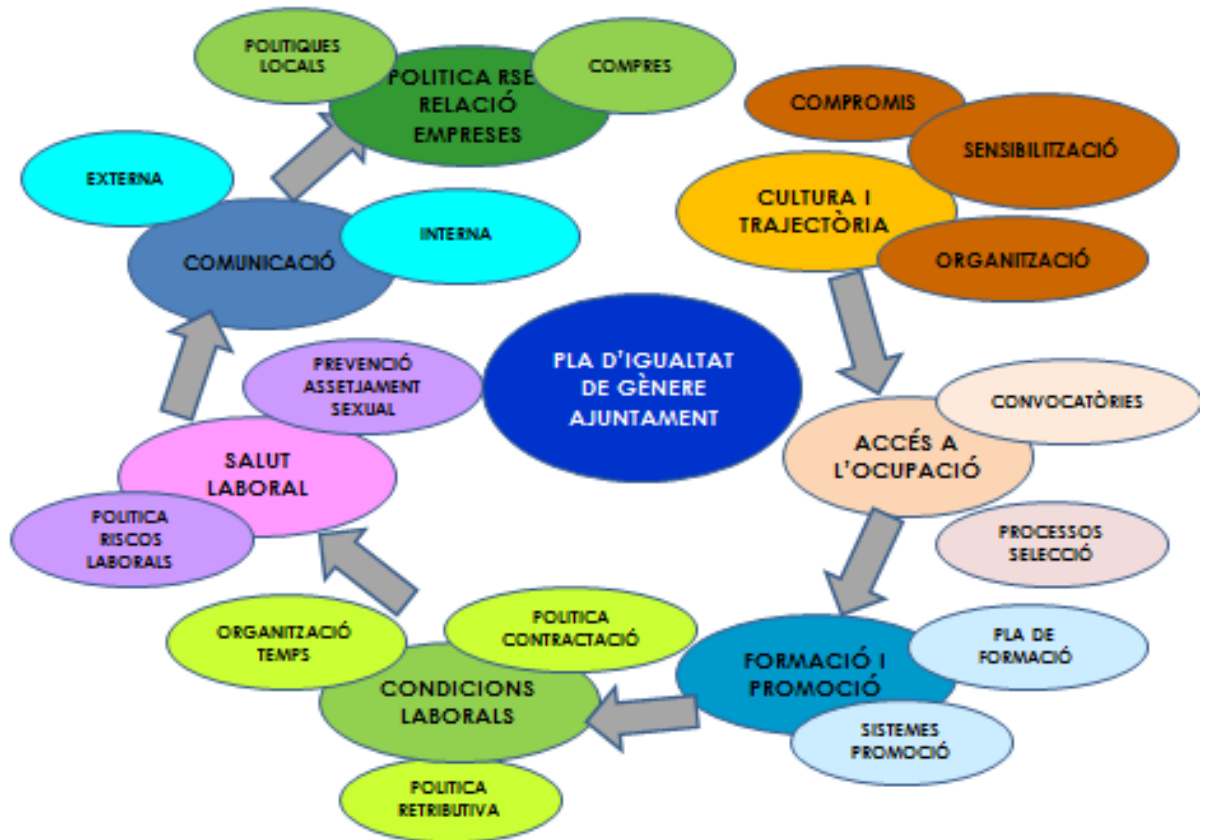 POLITIQUES
LOCALS
POLITICA RSE
RELACIÓ
EMPRESES
COMPRES
COMPROMIS
SENSIBILITZACIÓ
CULTURA I
TRAJECTÒRIA
ORGANITZACIÓ
EXTERNA
COMUNICACIÓ
INTERNA
PLA D'IGUALTAT
DE GÈNERE
AJUNTAMENT
PREVENCIÓ
ASSETJAMENT
SEXUAL
SALUT
LABORAL
POLITICA
RISCOS
LABORALS
CONVOCATÒRIES
ACCÉS A
L'OCUPACIÓ
PROCESSOS
SELECCIÓ
ORGANITZACIÓ
TEMPS
POLITICA
CONTRACTACIÓ
CONDICIONS
LABORALS
POLITICA
RETRIBUTIVA
FORMACIÓ I
PROMOCIÓ
PLA DE
FORMACIÓ
SISTEMES
PROMOCIÓ